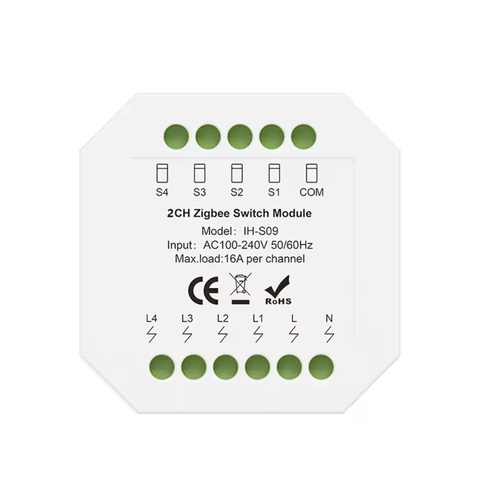 S4 S3 S2 S1 COM
2CH Zigbee Switch Module
Model: IH-S09
Input: AC100-240V 50/60Hz
Max.load:16A per channel
CE RoHS
L4 L3 L2 L1 L N